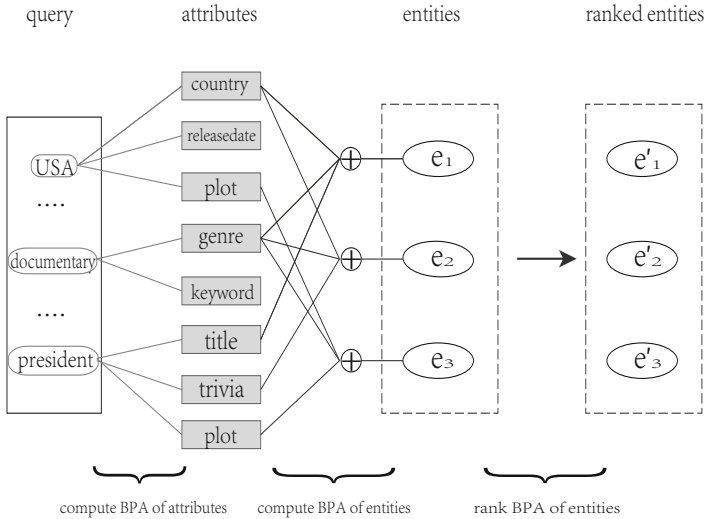 query attributes entities ranked entities
country
releasedate
USA
plot
....
genre
documentary
keyword
....
title
president
trivia
plot
e1 e'1
e2 e'2
e3 e'3
compute BPA of attributes compute BPA of entities rank BPA of entities